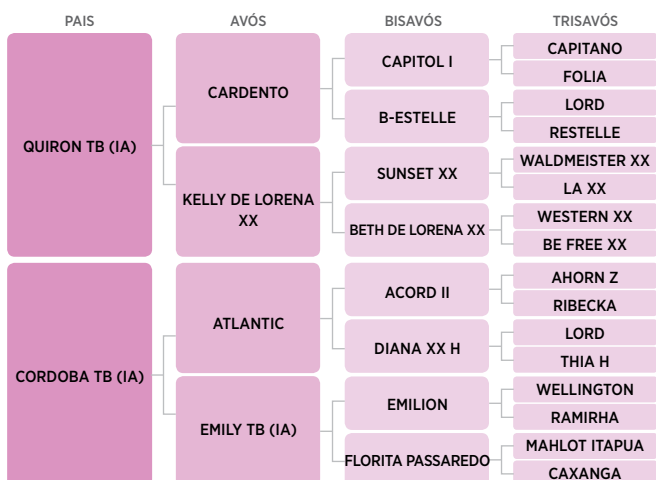 PAIS
AVÓS
BISAVÓS
TRISAVÓS
QUIRON TB (IA)
CARDENTO
CAPITOL I
CAPITANO
FOLIA
B-ESTELLE
LORD
RESTELLE
KELLY DE LORENA
XX
SUNSET XX
WALDMEISTER XX
LA XX
BETH DE LORENA XX
WESTERN XX
BE FREE XX
CORDOBA TB (IA)
ATLANTIC
ACORD II
AHORN Z
RIBECKA
DIANA XX H
LORD
THIA H
EMILY TB (IA)
EMILION
WELLINGTON
RAMIRHA
FLORITA PASSAREDO
MAHLOT ITAPUA
CAXANGA